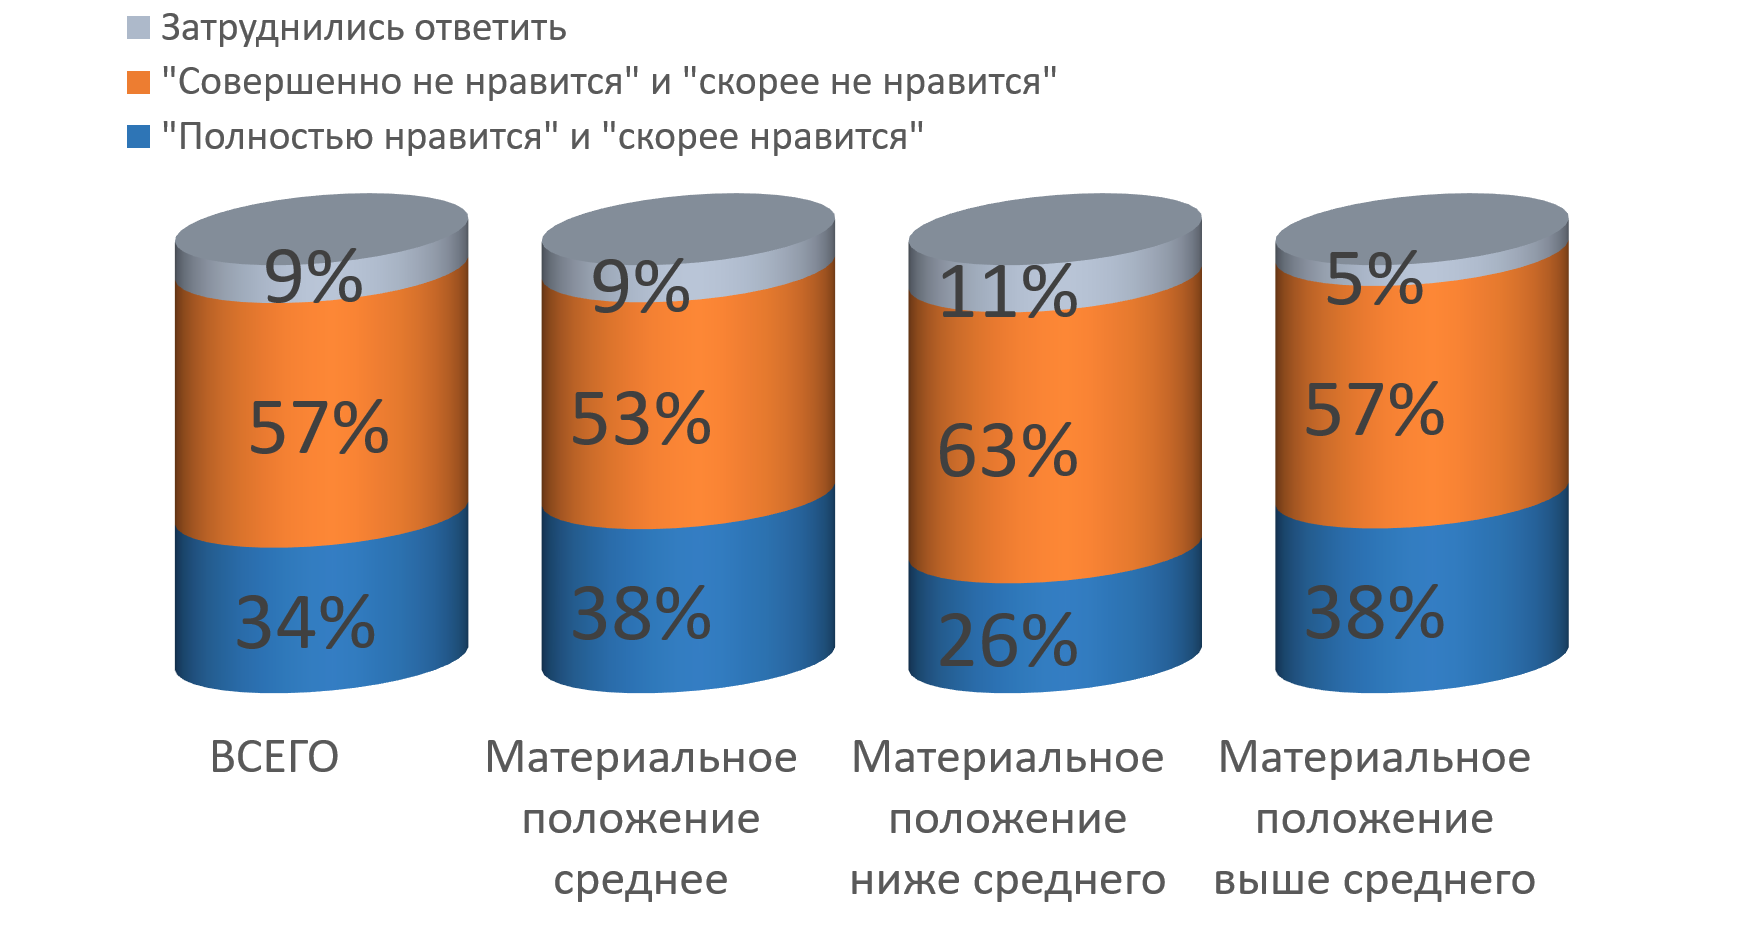 Затруднились ответить
"Совершенно не нравится" и "скорее не нравится"
"Полностью нравится" и "скорее нравится"
9%
9%
11%
5%
57%
53%
63%
57%
34%
38%
26%
38%
ВСЕГО
Материальное
положение
среднее
Материальное
положение
ниже среднего
Материальное
положение
выше среднего